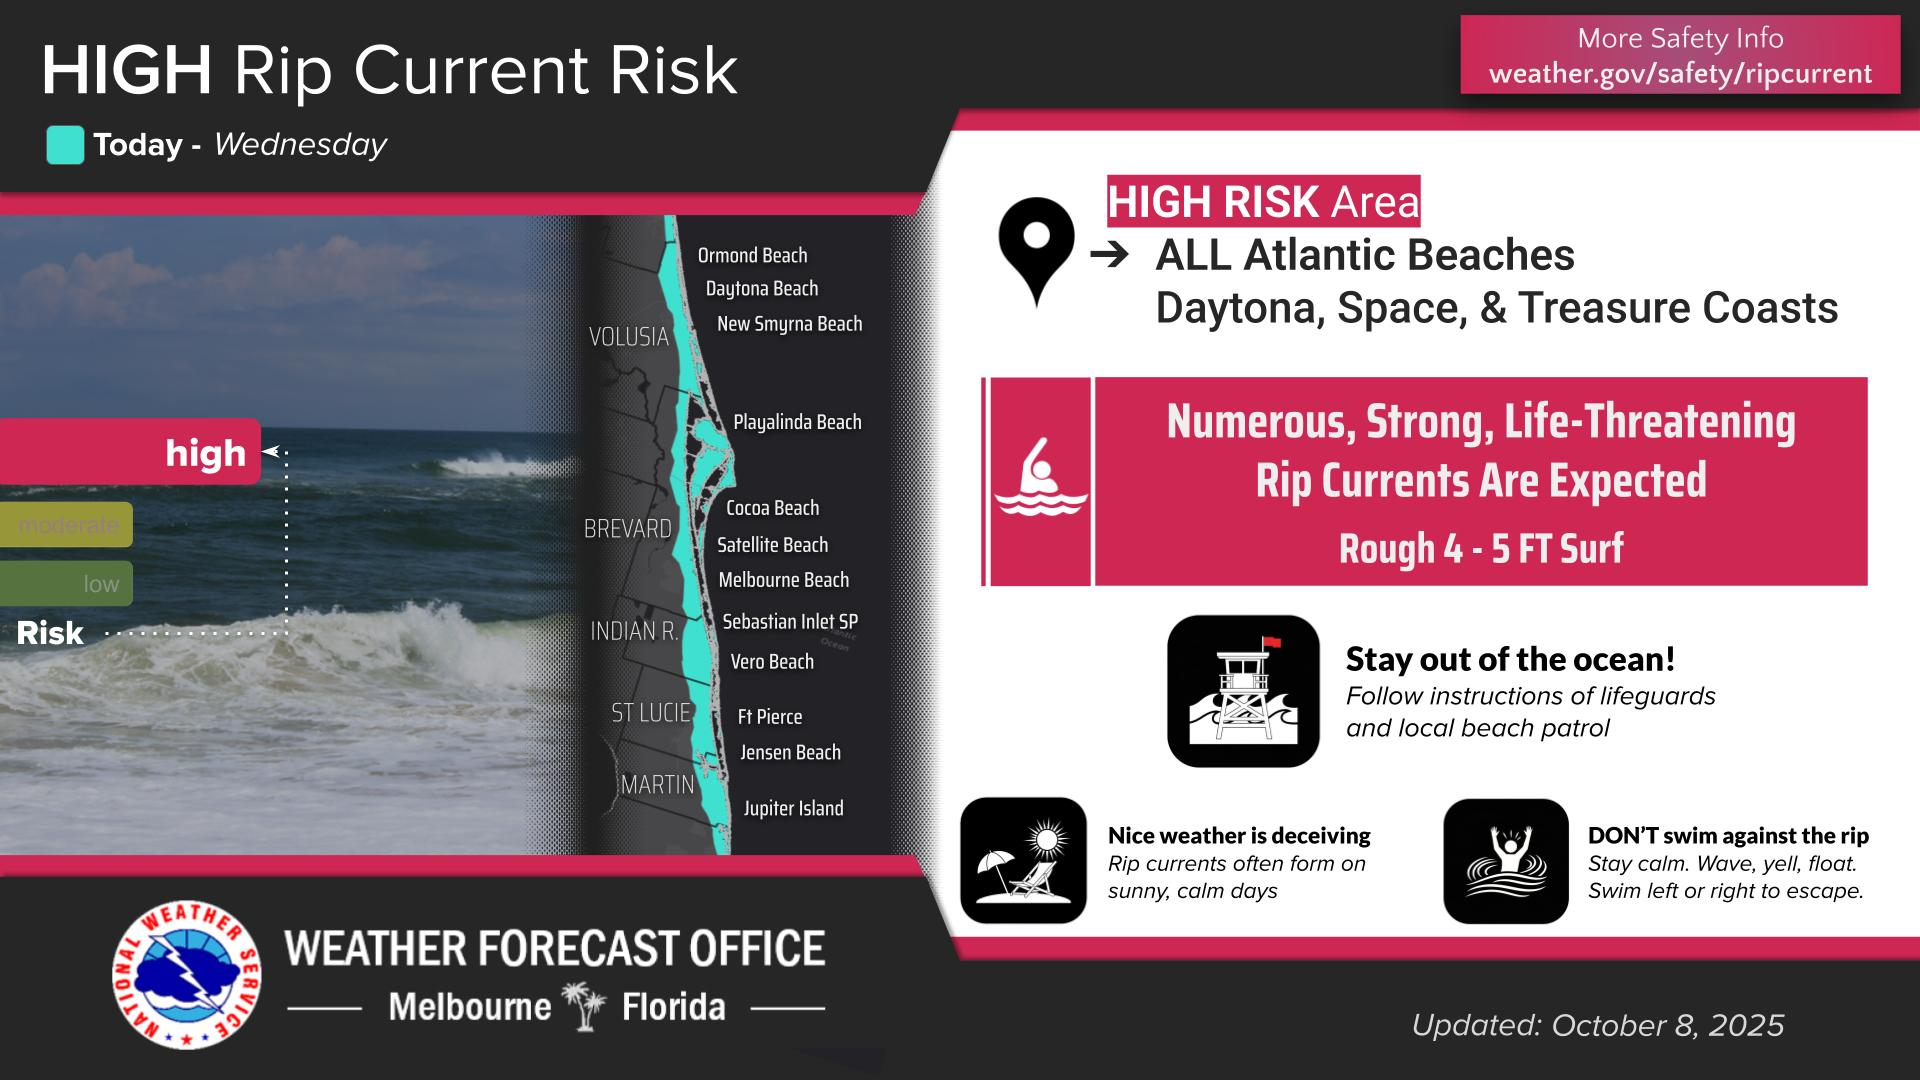 HIGH Rip Current Risk
Today - Wednesday
More Safety Info
weather.gov/safety/ripcurrent
high
moderate
low
Risk
Ormond Beach
Daytona Beach
New Smyrna Beach
VOLUSIA
Playalinda Beach
Cocoa Beach
BREVARD
Satellite Beach
Melbourne Beach
Sebastian Inlet SP
INDIAN R.
Atlantic
Ocean
Vero Beach
ST LUCIE
Ft Pierce
Jensen Beach
MARTIN
Jupiter Island
HIGH RISK Area
➔ ALL Atlantic Beaches
Daytona, Space, & Treasure Coasts
Numerous, Strong, Life-Threatening
Rip Currents Are Expected
Rough 4 - 5 FT Surf
Stay out of the ocean!
Follow instructions of lifeguards
and local beach patrol
Nice weather is deceiving
Rip currents often form on
sunny, calm days
DON'T swim against the rip
Stay calm. Wave, yell, float.
Swim left or right to escape.
NATIONAL WEATHER SERVICE
WEATHER FORECAST OFFICE
Melbourne Florida
Updated: October 8, 2025